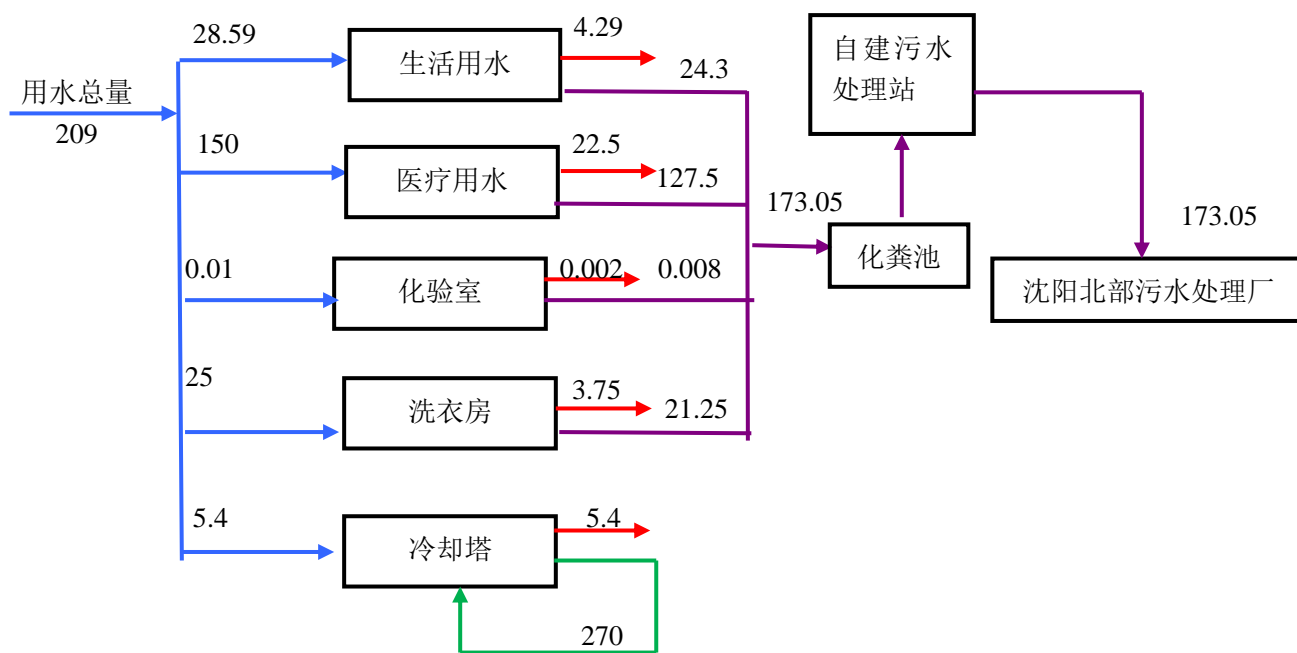 用水总量
209
28.59
生活用水
4.29
24.3
150
医疗用水
22.5
127.5
0.01
化验室
0.002
0.008
25
洗衣房
3.75
21.25
5.4
冷却塔
5.4
270
173.05
化粪池
自建污水
处理站
173.05
沈阳北部污水处理厂